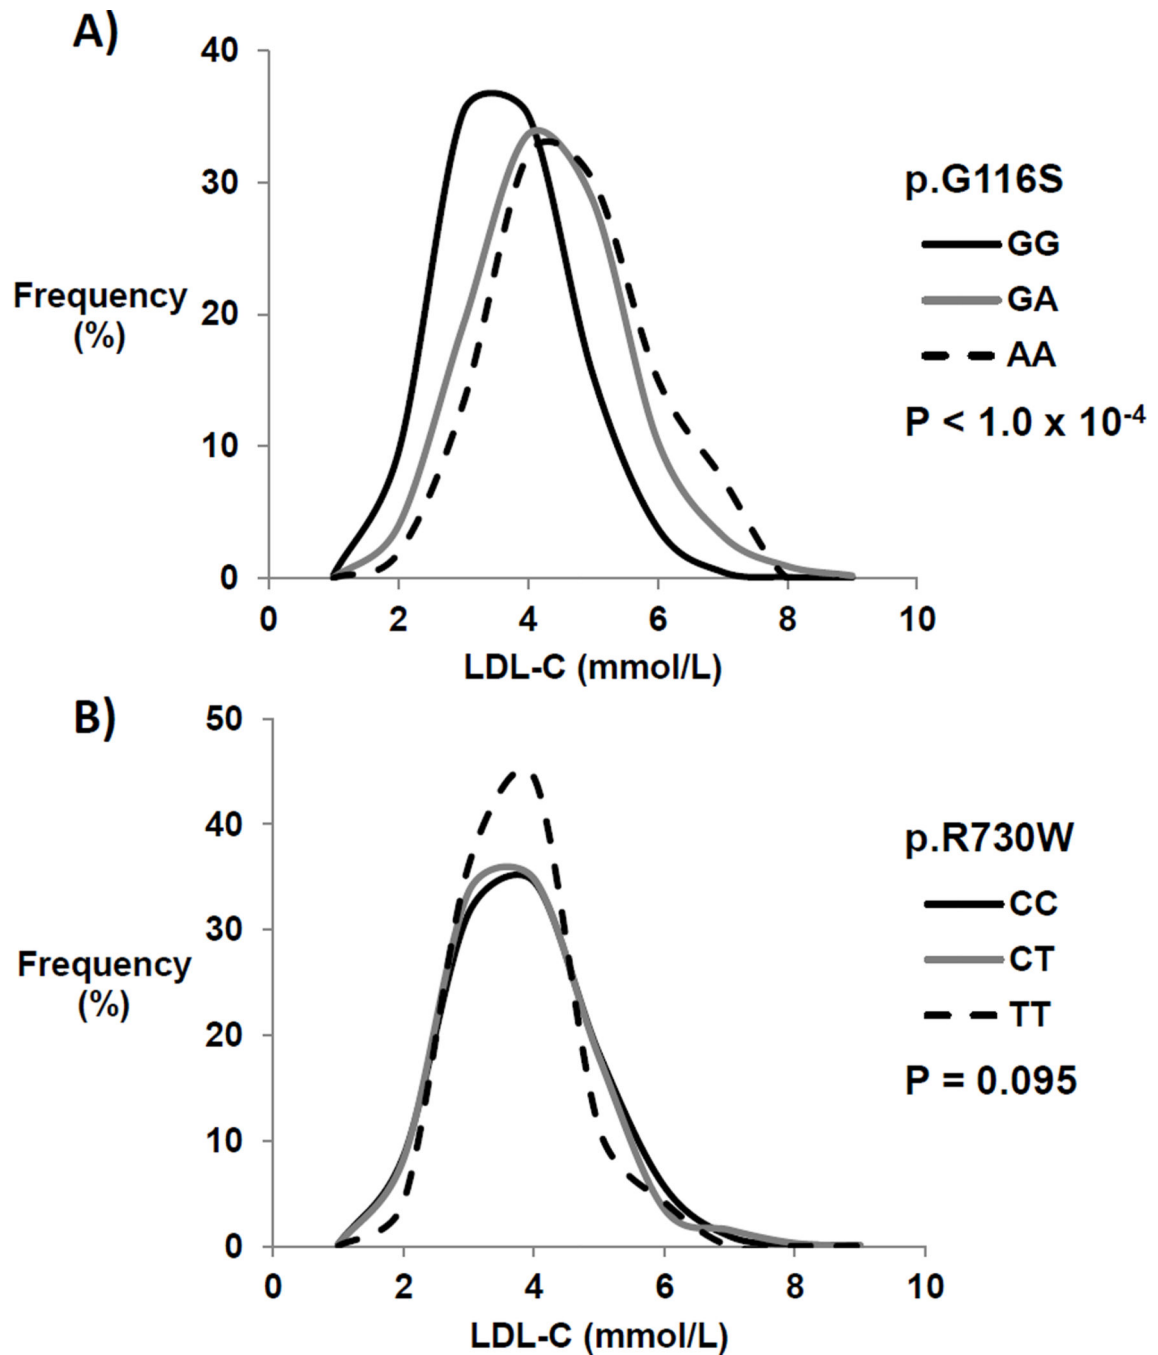 A)
40
30
20
10
0
Frequency
(%)
0 2 4 6 8 10
LDL-C (mmol/L)
p.G116S
GG
GA
AA
P < 1.0 x 10⁻⁴
B)
50
40
30
20
10
0
Frequency
(%)
0 2 4 6 8 10
LDL-C (mmol/L)
p.R730W
CC
CT
TT
P = 0.095